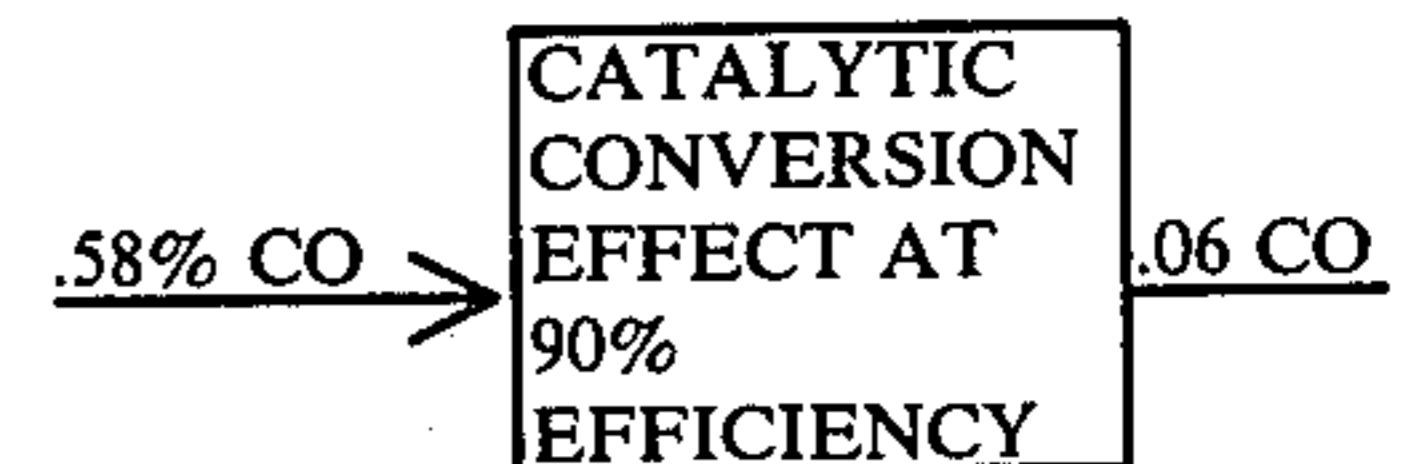 CATALYTIC
CONVERSION
.58% CO
EFFECT AT
.06 CO
90%
EFFICIENCY